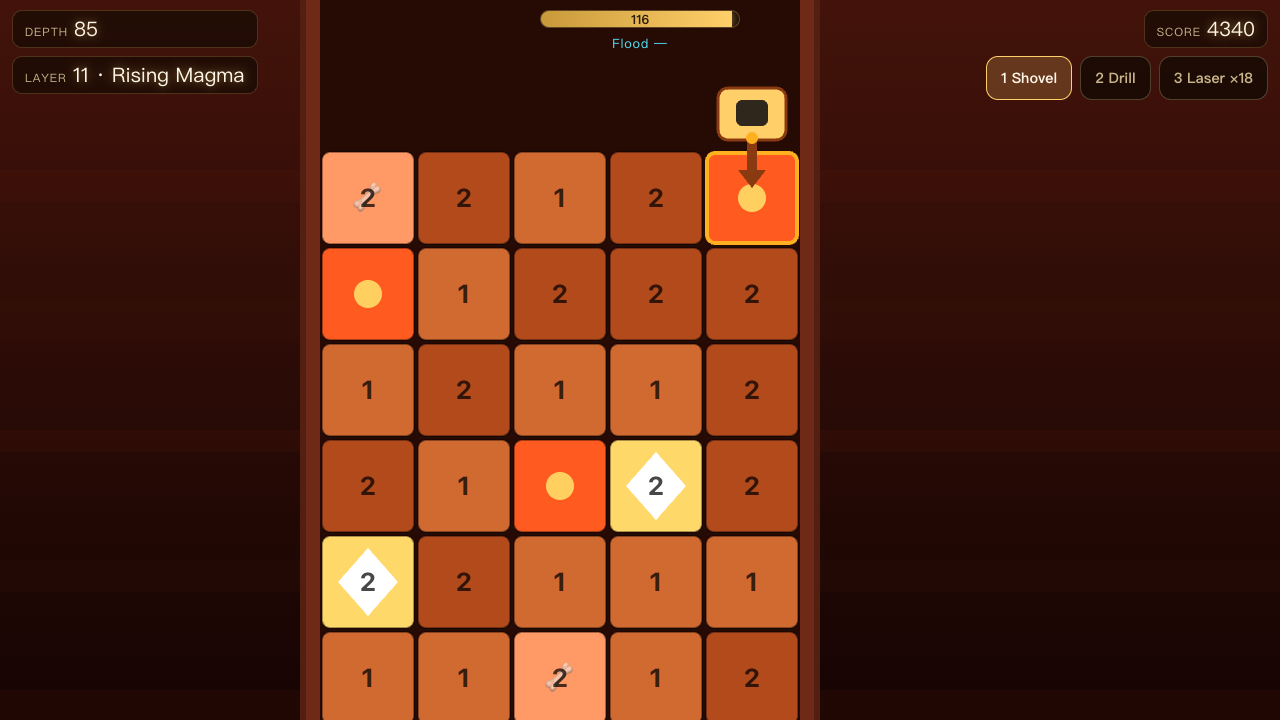 DEPTH 85
LAYER 11 · Rising Magma
116
Flood —
SCORE 4340
1 Shovel
2 Drill
3 Laser ×18
2 2 1 2
1 2 2 2
1 2 1 1 2
2 1 2 2
2 2 1 1 1
1 1 2 1 2